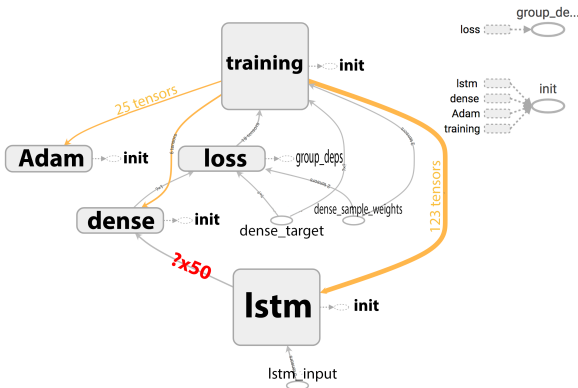 group_de...
loss
training
init
lstm
dense
Adam
training
init
25 tensors
Adam
init
loss
group_deps
123 tensors
dense
init
dense_sample_weights
dense_target
?x50
lstm
init
lstm_input